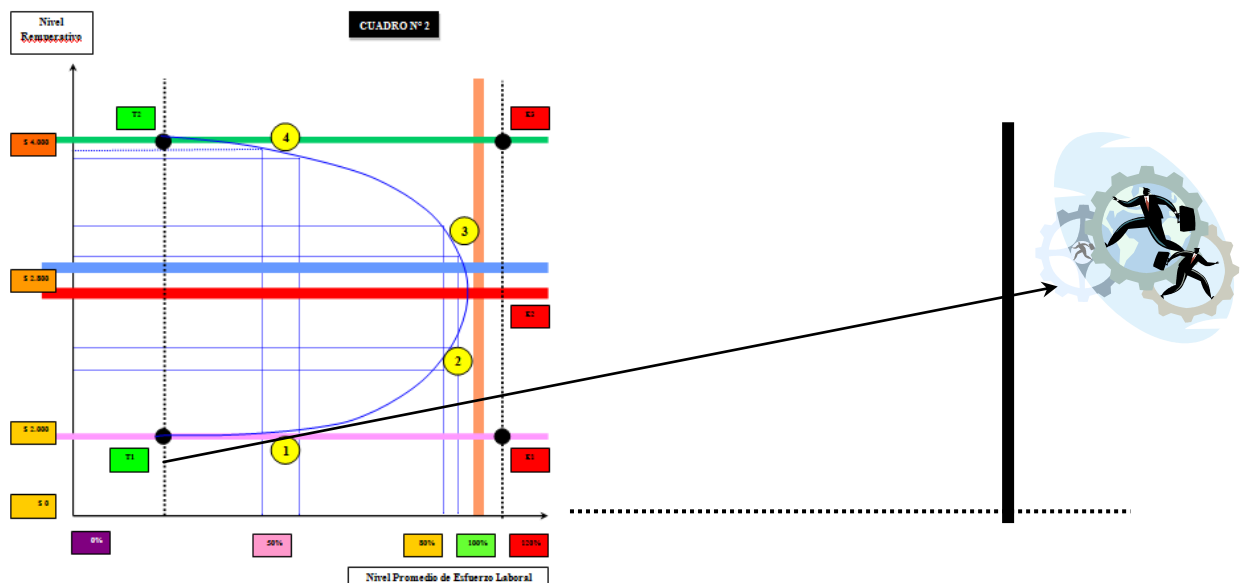 Nivel
Remperativo
CUADRO Nº 2
T2
K3
$ 4.000
4
3
$ 2.800
K2
2
$ 2.000
1
T1
K1
$ 0
0%
50%
80%
100%
120%
Nivel Promedio de Esfuerzo Laboral